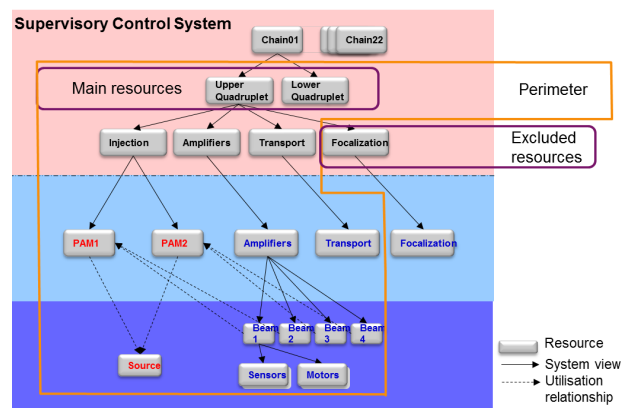 Supervisory Control System
Chain01
Chain22
Main resources
Upper
Quadruplet
Lower
Quadruplet
Perimeter
Injection
Amplifiers
Transport
Focalization
Excluded
resources
PAM1
PAM2
Amplifiers
Transport
Focalization
Beam
1
Beam
2
Beam
3
Beam
4
Source
Sensors
Motors
Resource
System view
Utilisation
relationship